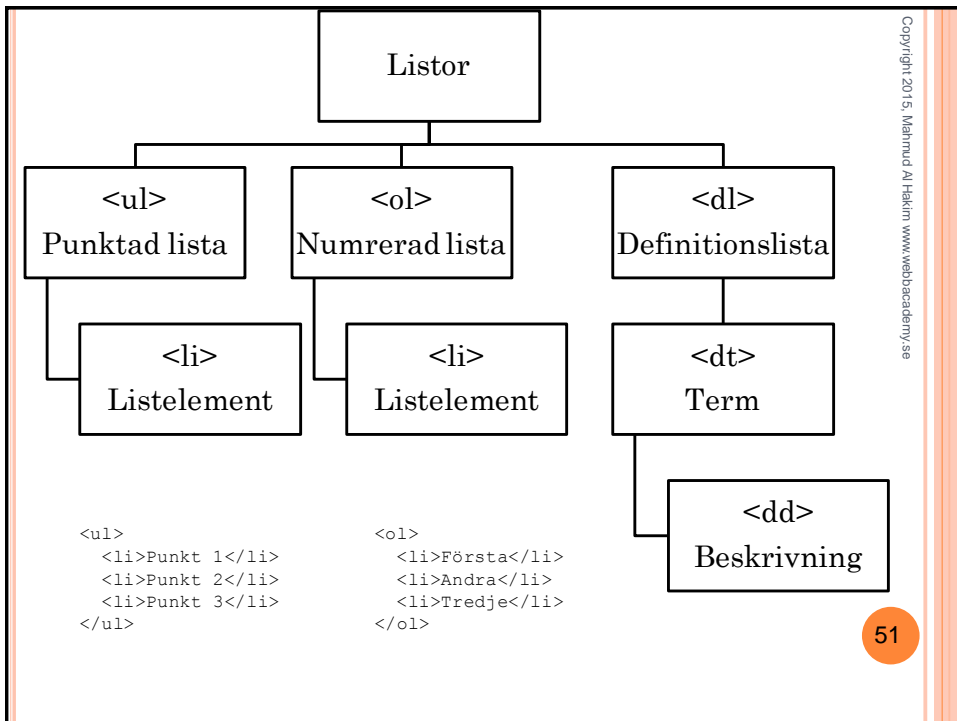 Listor
<ul>
Punktad lista
<ol>
Numrerad lista
<dl>
Definitionslista
<li>
Listelement
<li>
Listelement
<dt>
Term
<dd>
Beskrivning
<ul>
<li>Punkt 1</li>
<li>Punkt 2</li>
<li>Punkt 3</li>
</ul>
<ol>
<li>Första</li>
<li>Andra</li>
<li>Tredje</li>
</ol>
Copyright 2015, Mahmud Al Hakim www.webbacademy.se
51